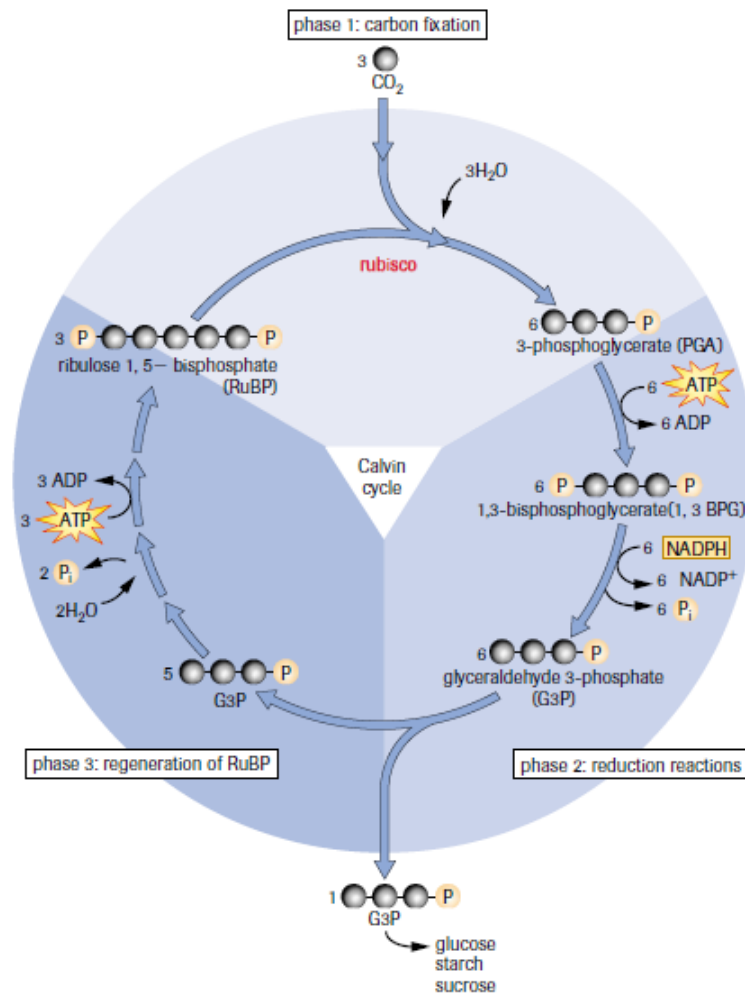 phase 1: carbon fixation
3
CO₂
3H₂O
rubisco
3 P P
ribulose 1, 5− bisphosphate
(RuBP)
6 P
3-phosphoglycerate (PGA)
6 ATP
6 ADP
Calvin
cycle
6 P P
1,3-bisphosphoglycerate(1, 3 BPG)
6 NADPH
6 NADP⁺
6 Pᵢ
6 P
glyceraldehyde 3-phosphate
(G3P)
phase 2: reduction reactions
3 ADP
3 ATP
2 Pᵢ
2H₂O
5 P
G3P
phase 3: regeneration of RuBP
1 P
G3P
glucose
starch
sucrose